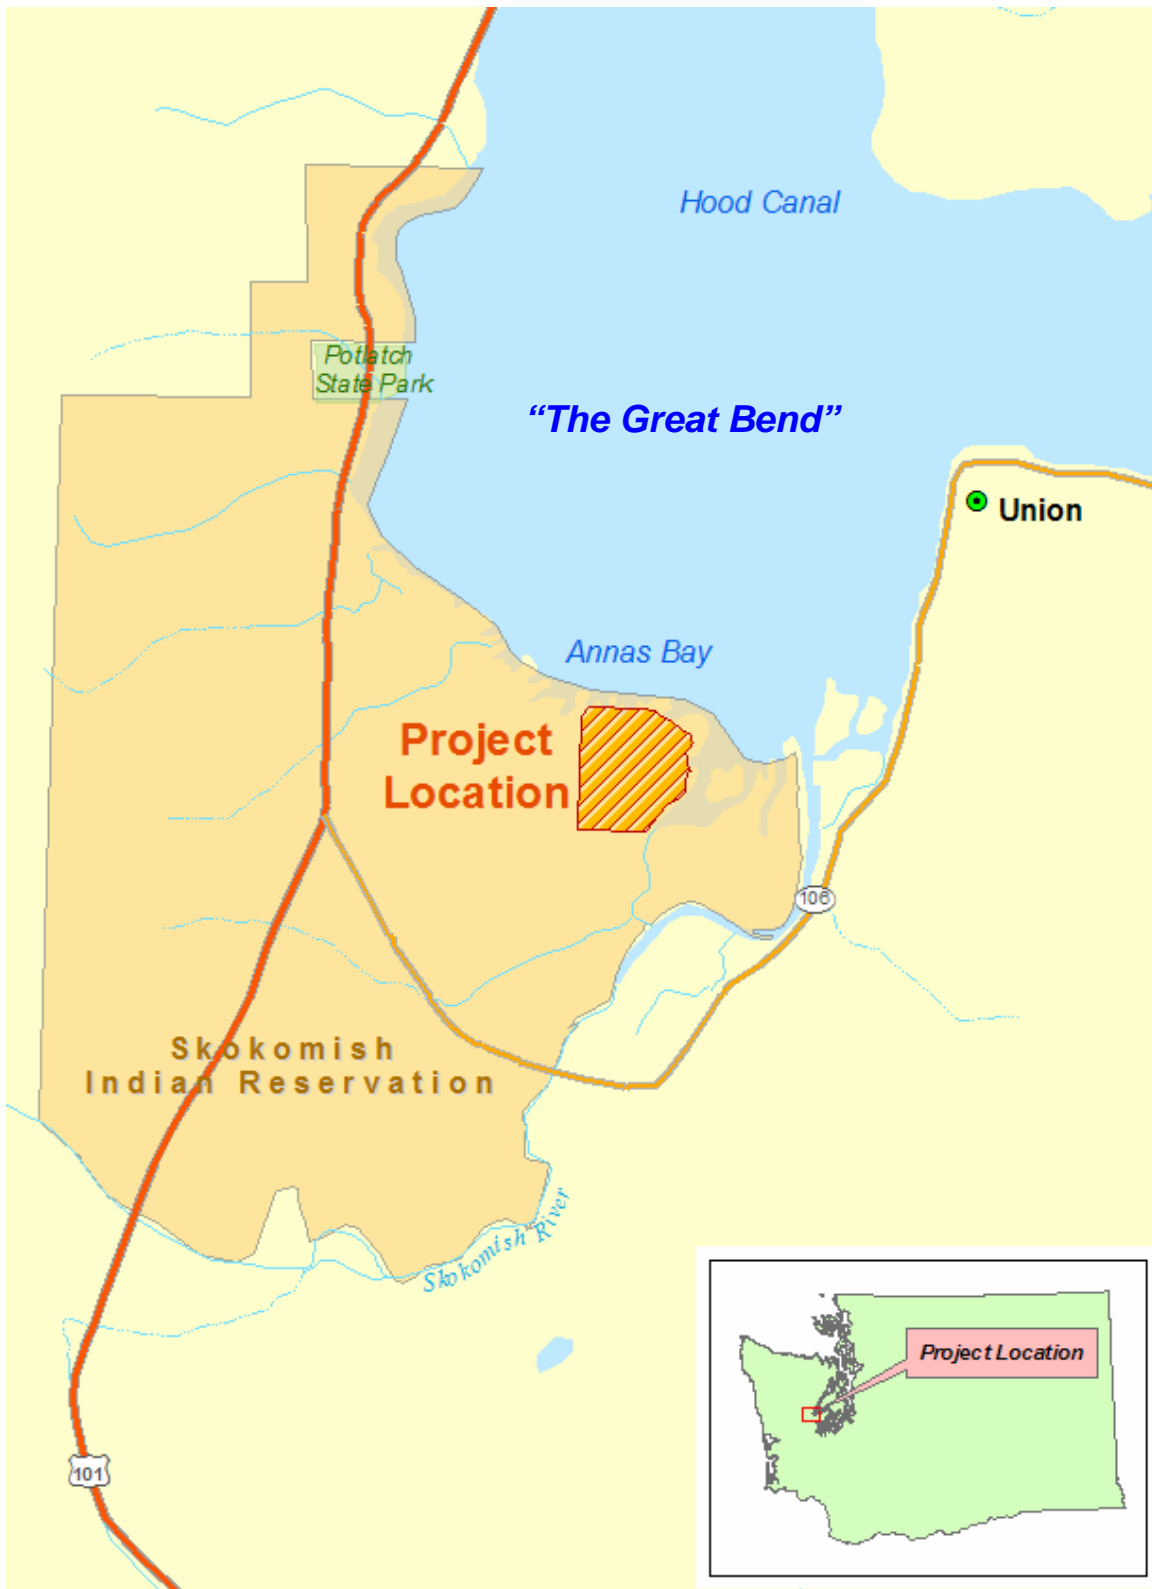 Hood Canal
Potlatch
State Park
“The Great Bend”
Union
Annas Bay
Project
Location
106
Skokomish
Indian Reservation
Skokomish River
Project Location
101